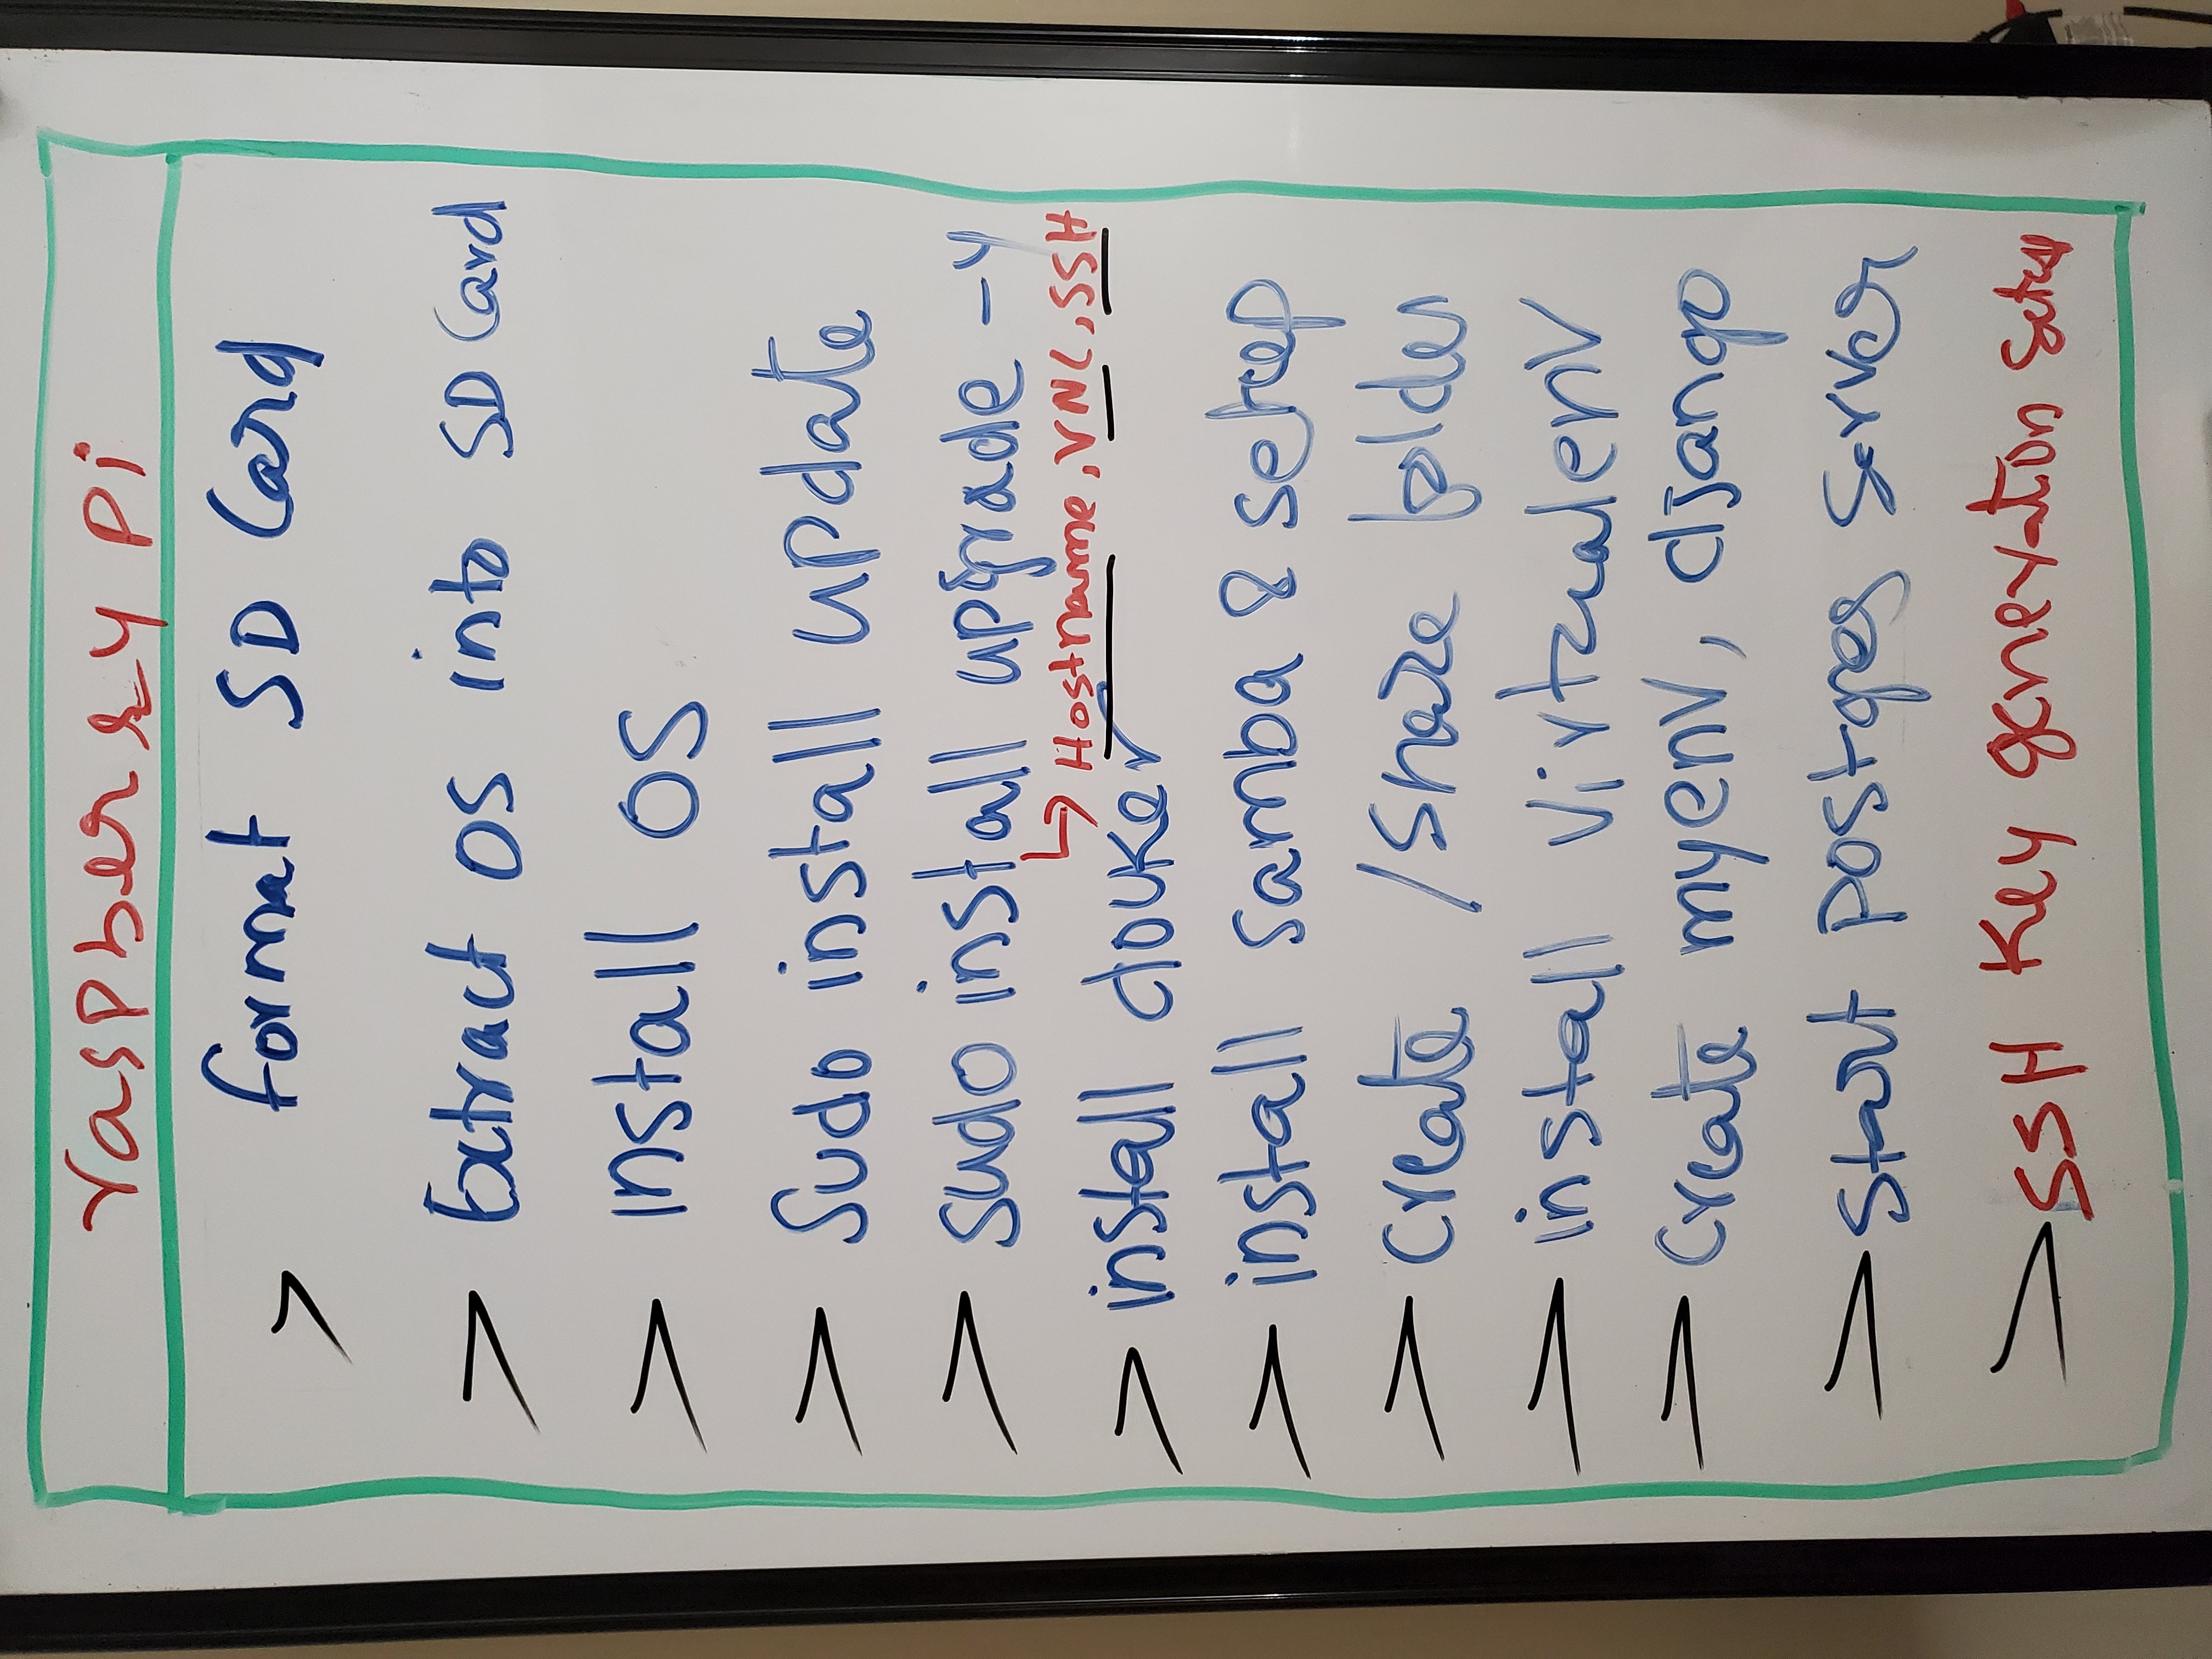 raspberry pi
> format SD Card
> Extract OS into SD Card
> install OS
> Sudo install update
> sudo install upgrade -y
↳ Hostname, VNC, SSH
> install docker
> install samba & setup
> create /share folder
> install virtualenv
> create myenv, django
> start postgres server
> SSH Key generation setup